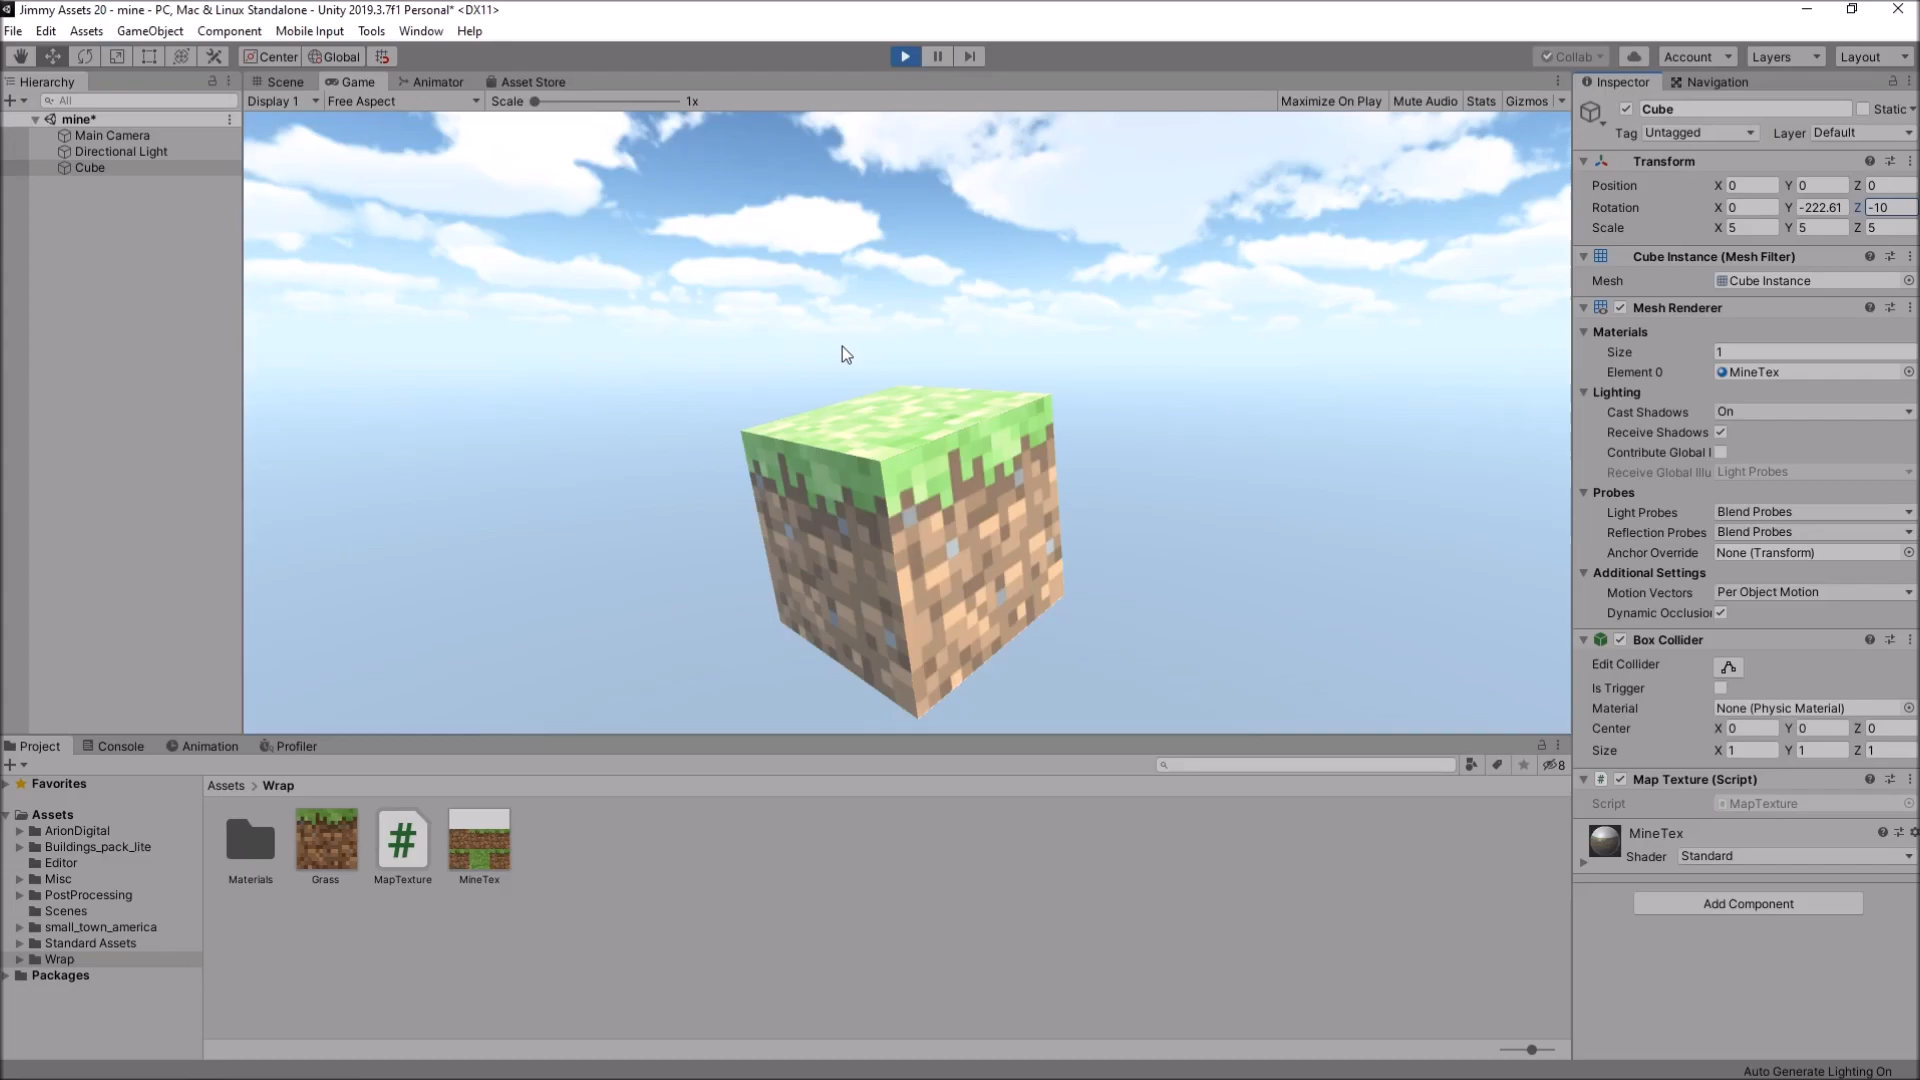 Jimmy Assets 20 - mine - PC, Mac & Linux Standalone - Unity 2019.3.7f1 Personal* <DX11>
File Edit Assets GameObject Component Mobile Input Tools Window Help
Center Global Collab Account Layers Layout
Hierarchy
All
mine*
Main Camera
Directional Light
Cube
Scene Game Animator Asset Store
Display 1 Free Aspect Scale 1x Maximize On Play Mute Audio Stats Gizmos
Inspector Navigation
Cube Static
Tag Untagged Layer Default
Transform
Position X 0 Y 0 Z 0
Rotation X 0 Y -222.61 Z -10
Scale X 5 Y 5 Z 5
Cube Instance (Mesh Filter)
Mesh Cube Instance
Mesh Renderer
Materials
Size 1
Element 0 MineTex
Lighting
Cast Shadows On
Receive Shadows
Contribute Global I
Receive Global Illu Light Probes
Probes
Light Probes Blend Probes
Reflection Probes Blend Probes
Anchor Override None (Transform)
Additional Settings
Motion Vectors Per Object Motion
Dynamic Occlusio
Box Collider
Edit Collider
Is Trigger
Material None (Physic Material)
Center X 0 Y 0 Z 0
Size X 1 Y 1 Z 1
# Map Texture (Script)
Script MapTexture
MineTex
Shader Standard
Add Component
Project Console Animation Profiler
8
Favorites
Assets
ArionDigital
Buildings_pack_lite
Editor
Misc
PostProcessing
Scenes
small_town_america
Standard Assets
Wrap
Packages
Assets > Wrap
#
Materials Grass MapTexture MineTex
Auto Generate Lighting On